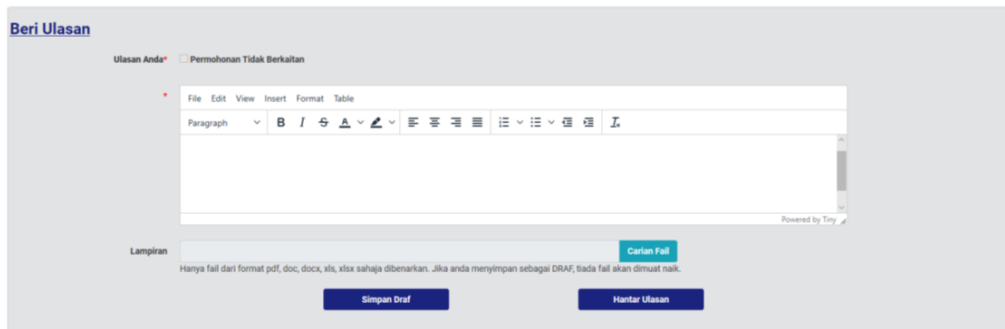 Beri Ulasan
Ulasan Anda* Permohonan Tidak Berkaitan
*
File Edit View Insert Format Table
Paragraph B I S A
Powered by Tiny
Lampiran Carian Fail
Hanya fail dari format pdf, doc, docx, xls, xlsx sahaja dibenarkan. Jika anda menyimpan sebagai DRAF, tiada fail akan dimuat naik.
Simpan Draf Hantar Ulasan